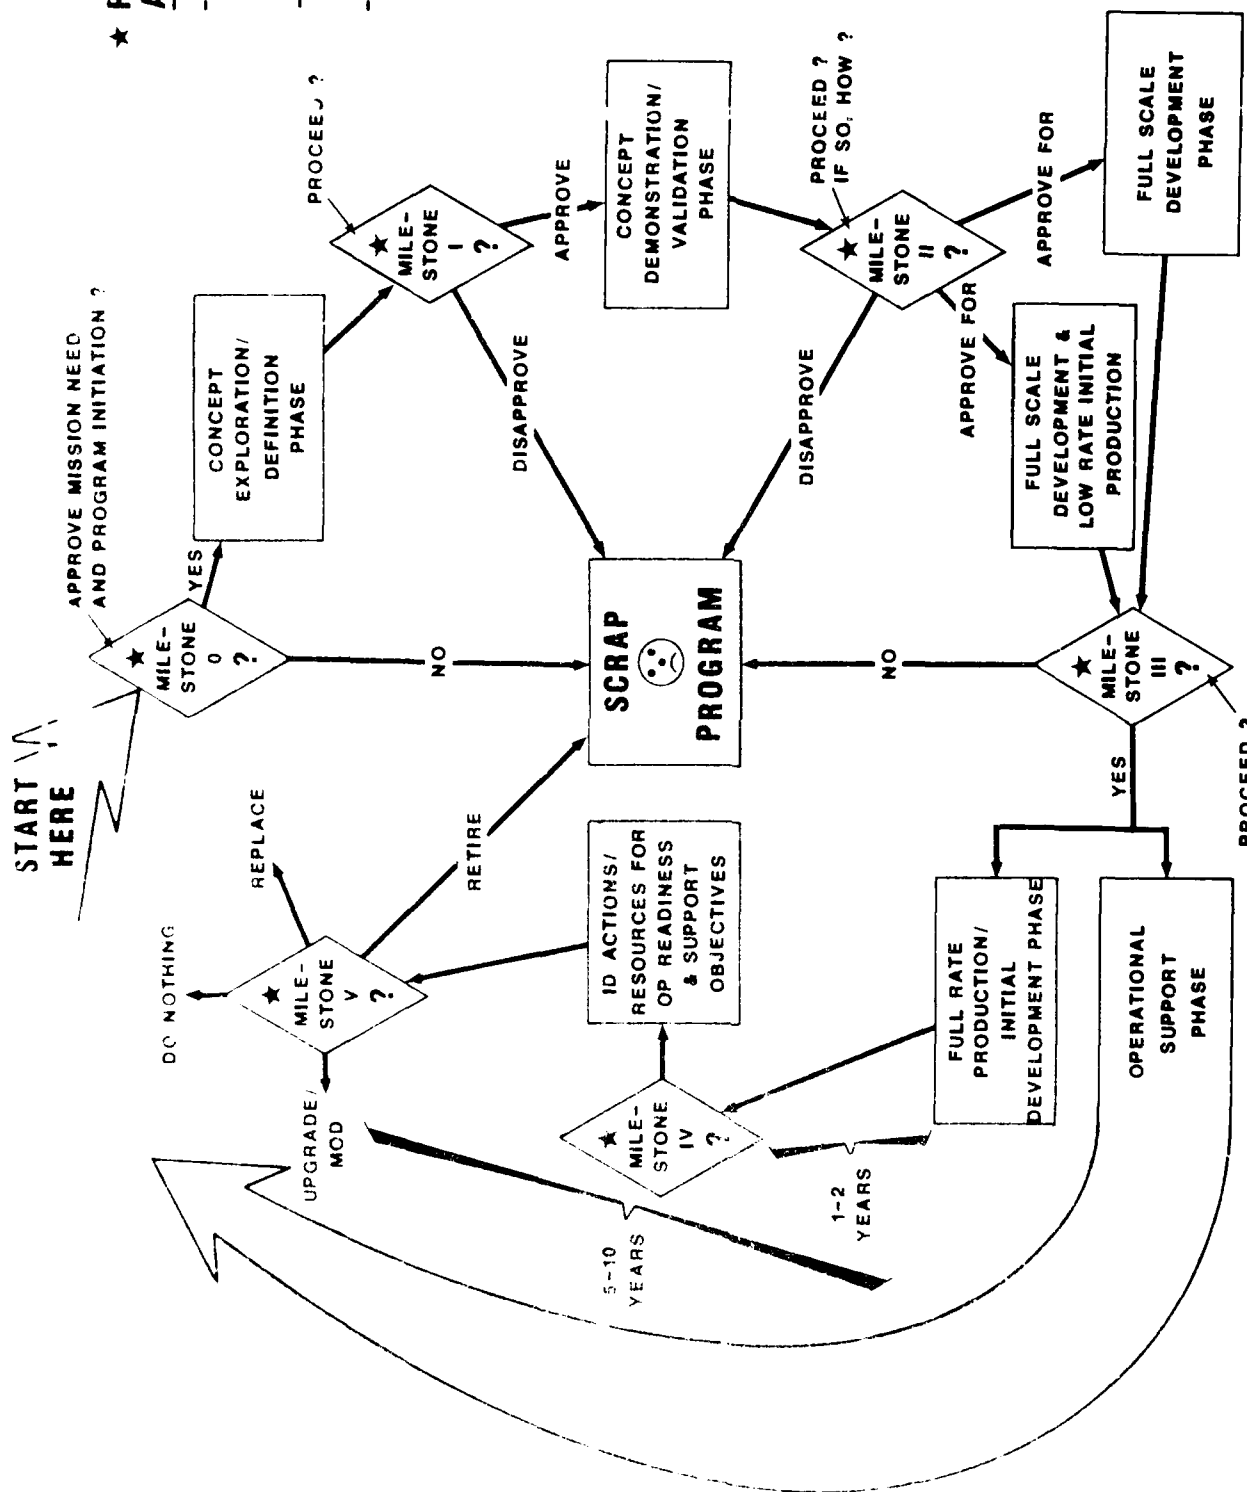 START
HERE
APPROVE MISSION NEED
AND PROGRAM INITIATION ?
★
MILE-
STONE
0
?
YES
NO
CONCEPT
EXPLORATION/
DEFINITION
PHASE
PROCEED ?
★
MILE-
STONE
I
?
APPROVE
DISAPPROVE
CONCEPT
DEMONSTRATION/
VALIDATION
PHASE
PROCEED ?
IF SO, HOW ?
★
MILE-
STONE
II
?
DISAPPROVE
APPROVE FOR
APPROVE FOR
FULL SCALE
DEVELOPMENT
PHASE
FULL SCALE
DEVELOPMENT &
LOW RATE INITIAL
PRODUCTION
★
MILE-
STONE
III
?
PROCEED ?
NO
YES
SCRAP
PROGRAM
FULL RATE
PRODUCTION/
INITIAL
DEVELOPMENT PHASE
OPERATIONAL
SUPPORT
PHASE
1-2
YEARS
★
MILE-
STONE
IV
?
ID ACTIONS/
RESOURCES FOR
OP READINESS
& SUPPORT
OBJECTIVES
5-10
YEARS
★
MILE-
STONE
V
?
DO NOTHING
REPLACE
RETIRE
UPGRADE/
MOD
★